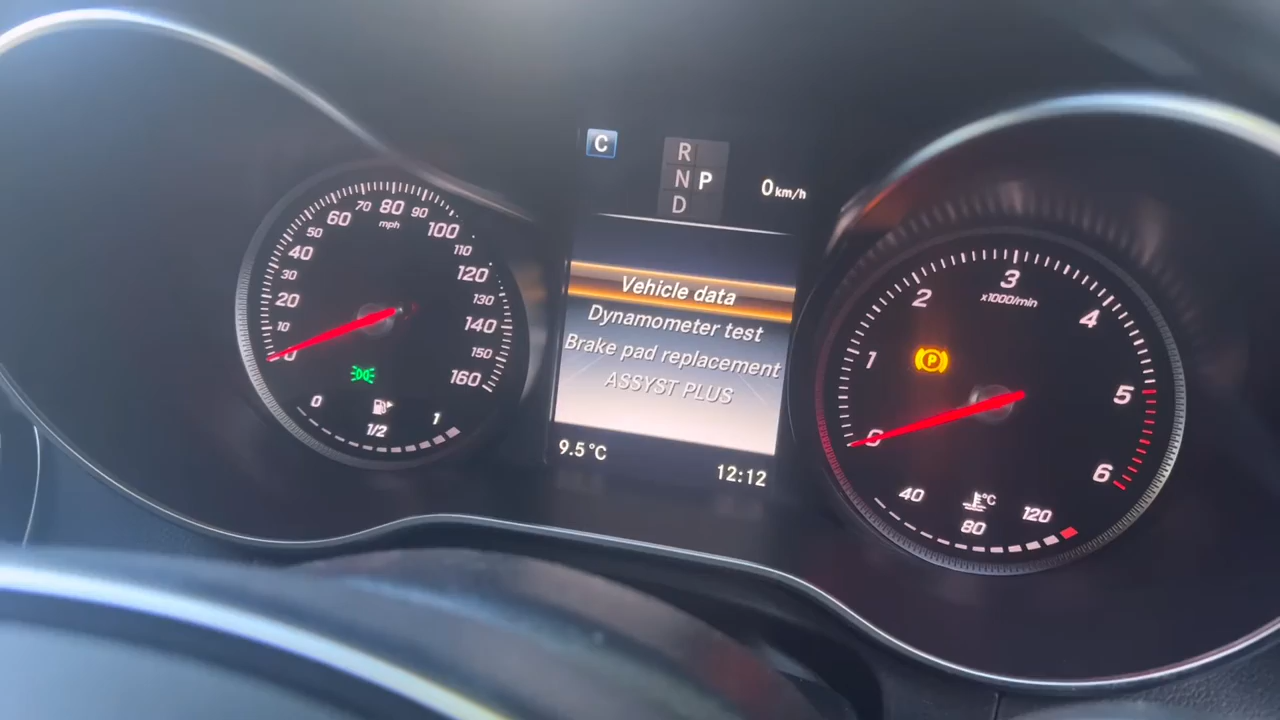 C
R
N P
D
0 km/h
Vehicle data
Dynamometer test
Brake pad replacement
ASSYST PLUS
9.5°C
12:12
0
10
20
30
40
50
60
70
80
90
100
110
120
130
140
150
160
mph
0
1/2
1
0
1
2
3
4
5
6
x1000/min
P
40
80
120
°C